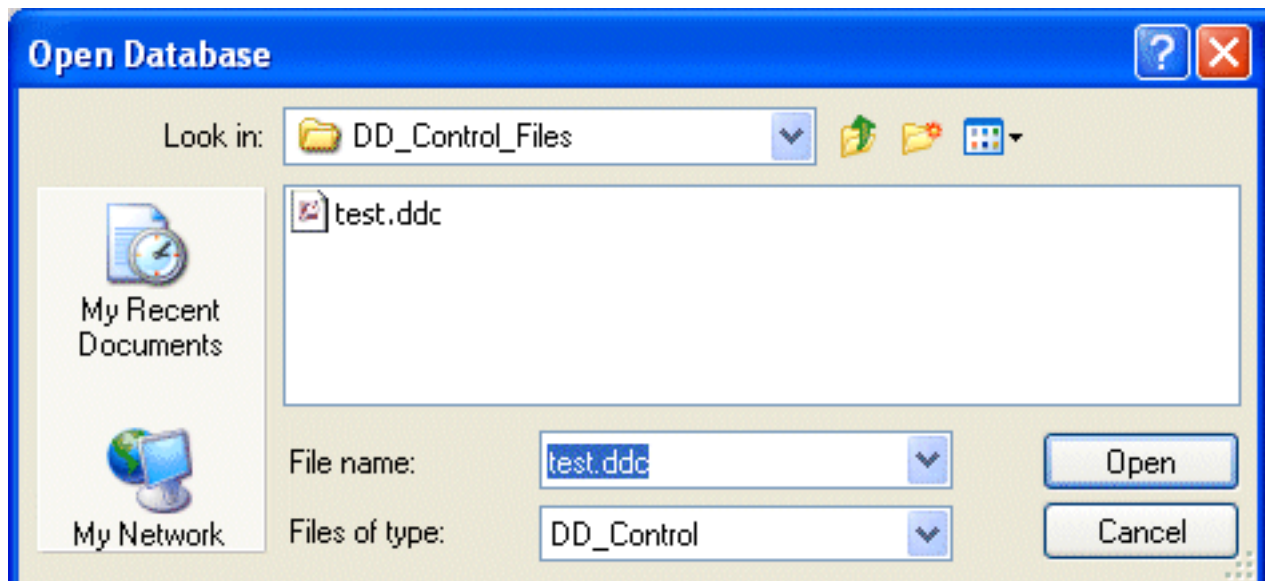 Open Database
Look in: DD_Control_Files
test.ddc
My Recent
Documents
File name: test.ddc Open
My Network Files of type: DD_Control Cancel